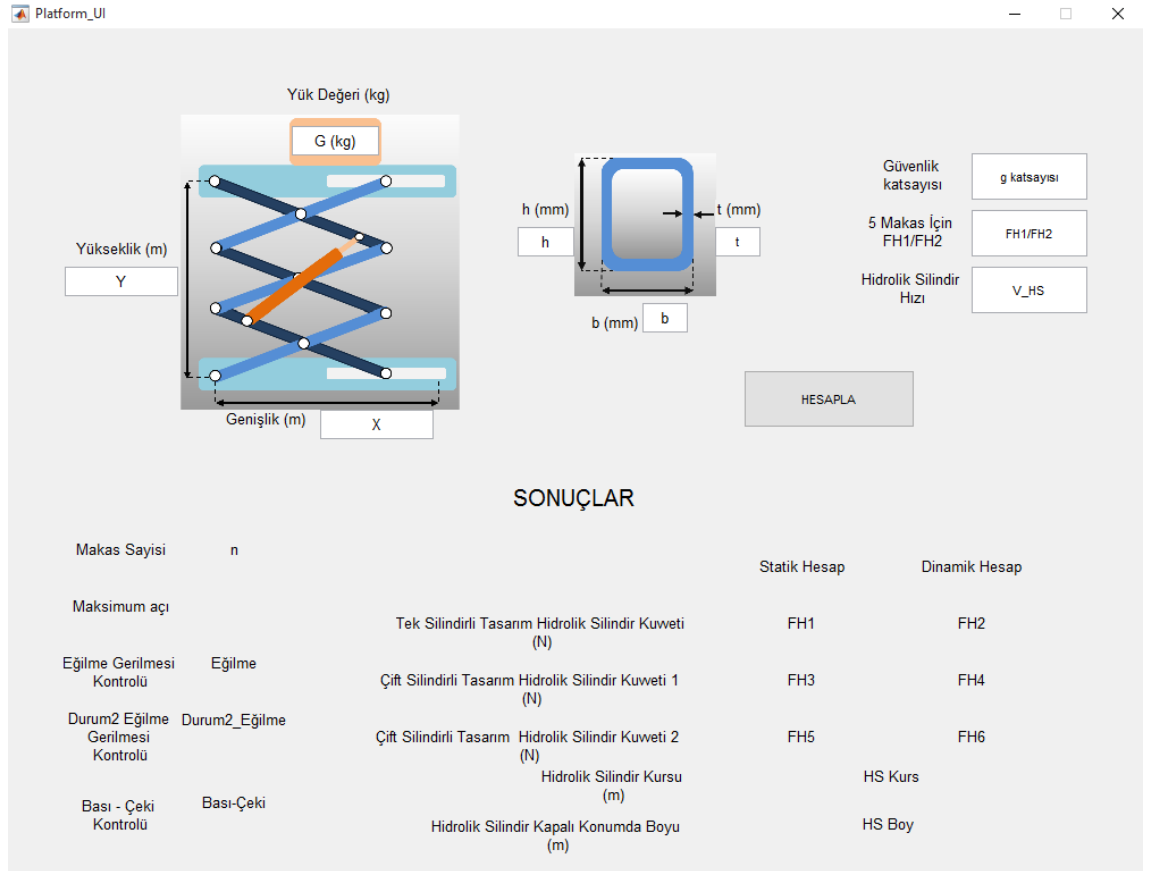 Platform_UI
Yük Değeri (kg)
G (kg)
Yükseklik (m)
Y
Genişlik (m)
X
h (mm)
h
t (mm)
t
b (mm)
b
Güvenlik
katsayısı
g katsayısı
5 Makas İçin
FH1/FH2
FH1/FH2
Hidrolik Silindir
Hızı
V_HS
HESAPLA
SONUÇLAR
Makas Sayisi
n
Maksimum açı
Eğilme Gerilmesi
Kontrolü
Eğilme
Durum2 Eğilme
Gerilmesi
Kontrolü
Durum2_Eğilme
Bası - Çeki
Kontrolü
Bası-Çeki
Statik Hesap
Dinamik Hesap
Tek Silindirli Tasarım Hidrolik Silindir Kuvveti
(N)
FH1
FH2
Çift Silindirli Tasarım Hidrolik Silindir Kuvveti 1
(N)
FH3
FH4
Çift Silindirli Tasarım  Hidrolik Silindir Kuvveti 2
(N)
FH5
FH6
Hidrolik Silindir Kursu
(m)
HS Kurs
Hidrolik Silindir Kapalı Konumda Boyu
(m)
HS Boy